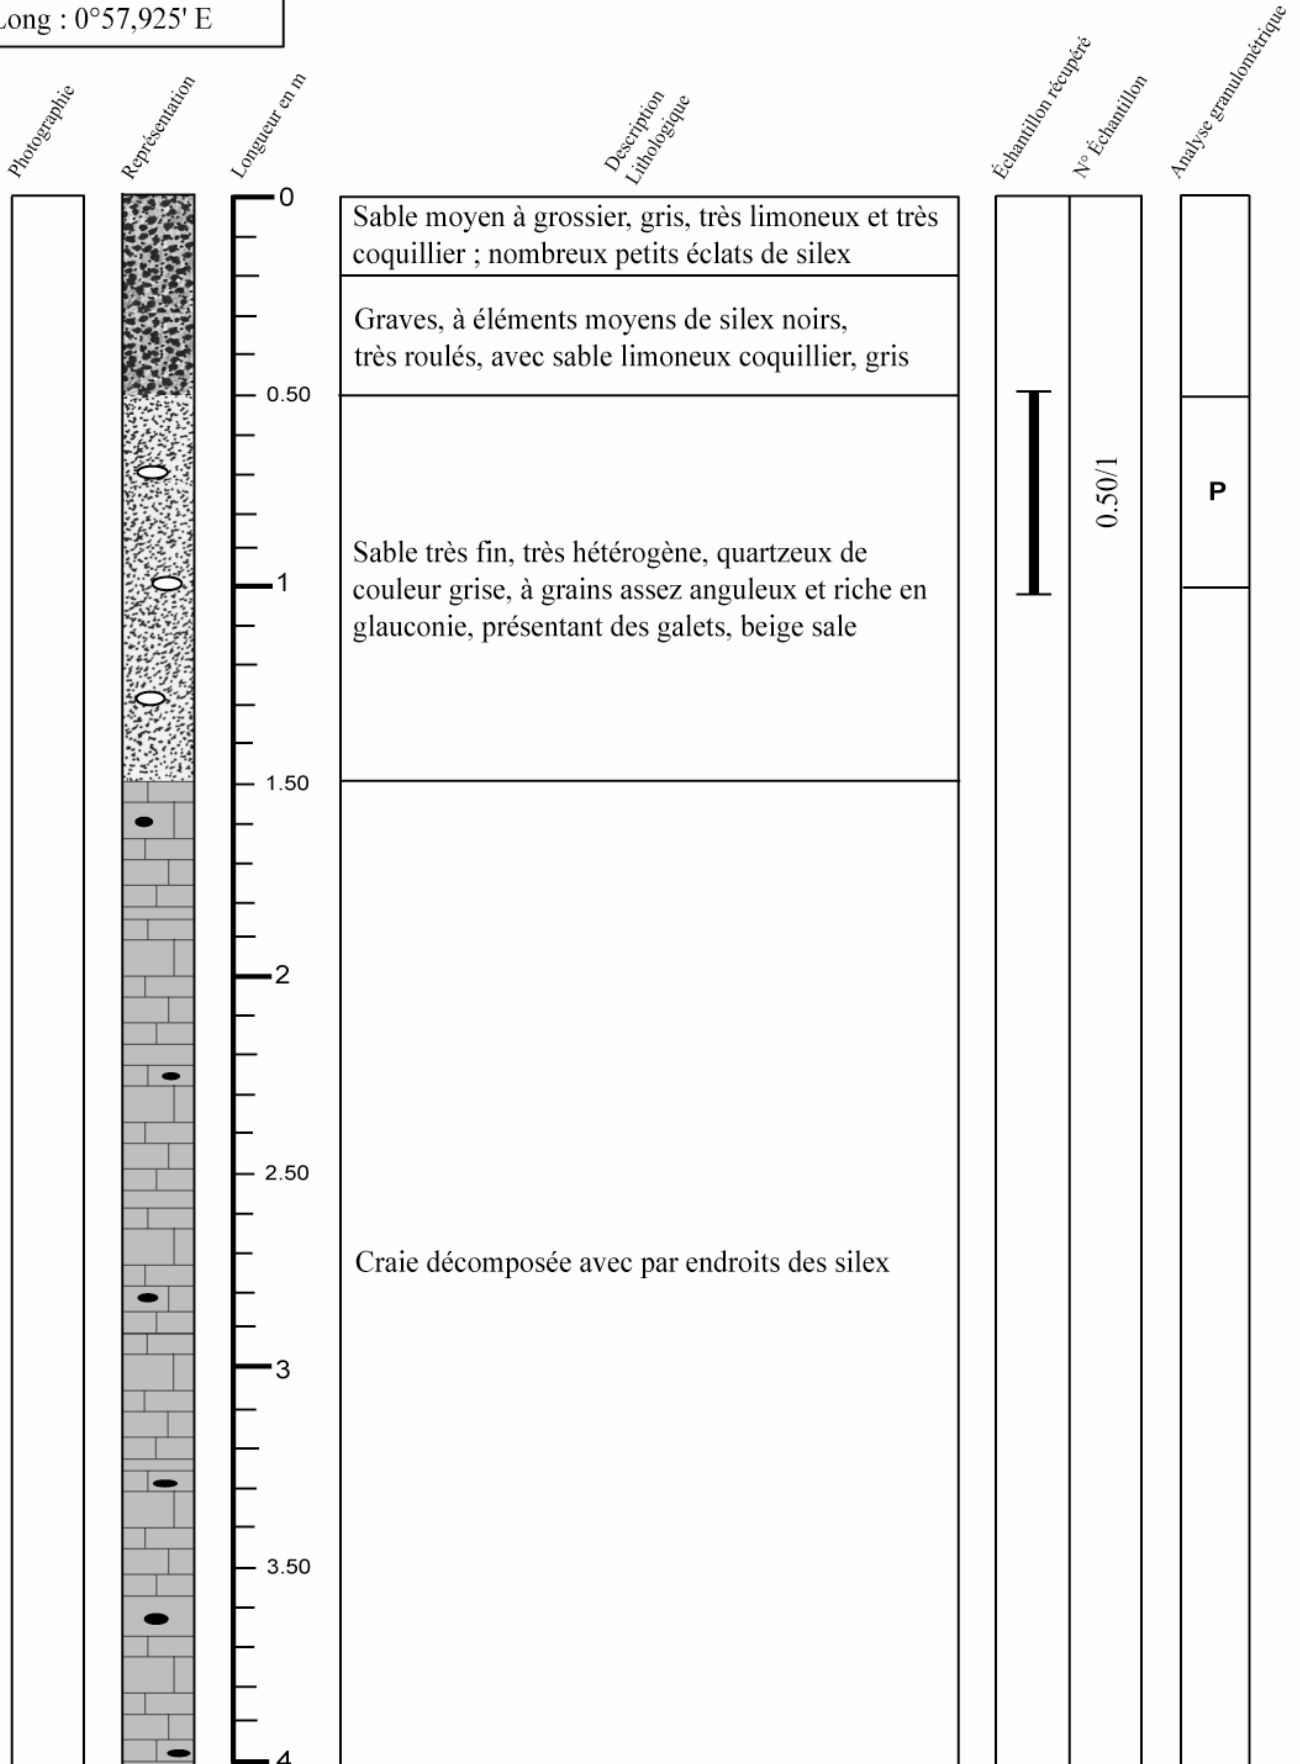 Long : 0°57,925' E
Photographie
Représentation
Longueur en m
Description
Lithologique
Échantillon récupéré
N° Échantillon
Analyse granulométrique
0
Sable moyen à grossier, gris, très limoneux et très
coquillier ; nombreux petits éclats de silex
Graves, à éléments moyens de silex noirs,
très roulés, avec sable limoneux coquillier, gris
0.50
0.50/1
P
Sable très fin, très hétérogène, quartzeux de
couleur grise, à grains assez anguleux et riche en
glauconie, présentant des galets, beige sale
1
1.50
2
2.50
Craie décomposée avec par endroits des silex
3
3.50
4